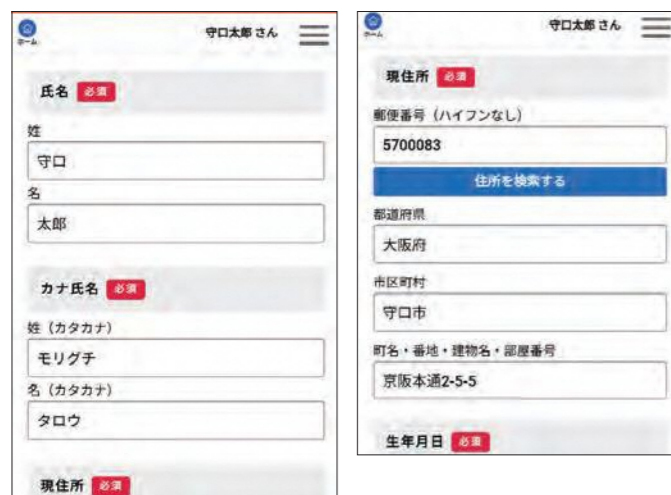 ホーム
守口太郎 さん
氏名 必須
姓
守口
名
太郎
カナ氏名 必須
姓（カタカナ）
モリグチ
名（カタカナ）
タロウ
現住所 必須
ホーム
守口太郎 さん
現住所 必須
郵便番号（ハイフンなし）
5700083
住所を検索する
都道府県
大阪府
市区町村
守口市
町名・番地・建物名・部屋番号
京阪本通2-5-5
生年月日 必須